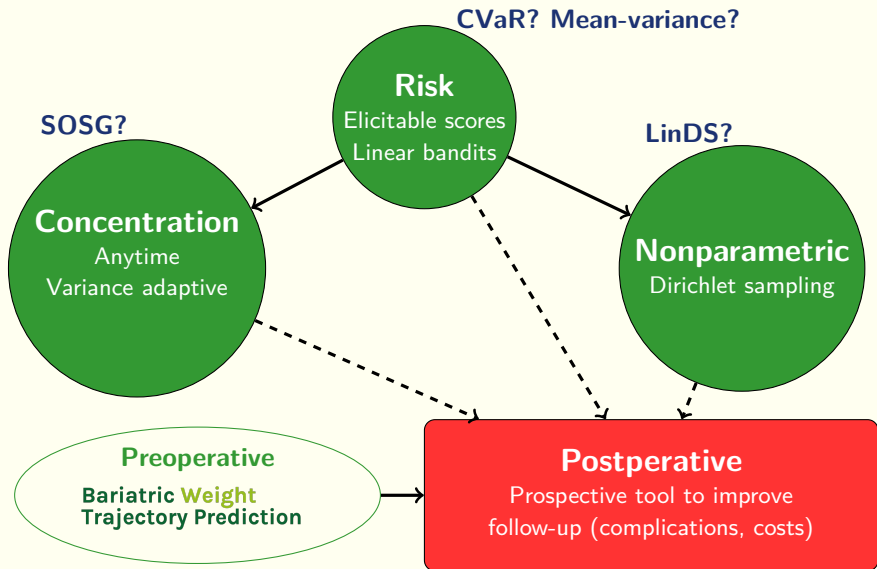 CVaR? Mean-variance?
Risk
Elicitable scores
Linear bandits
SOSG?
LinDS?
Concentration
Anytime
Variance adaptive
Nonparametric
Dirichlet sampling
Preoperative
Bariatric Weight
Trajectory Prediction
Postperative
Prospective tool to improve
follow-up (complications, costs)